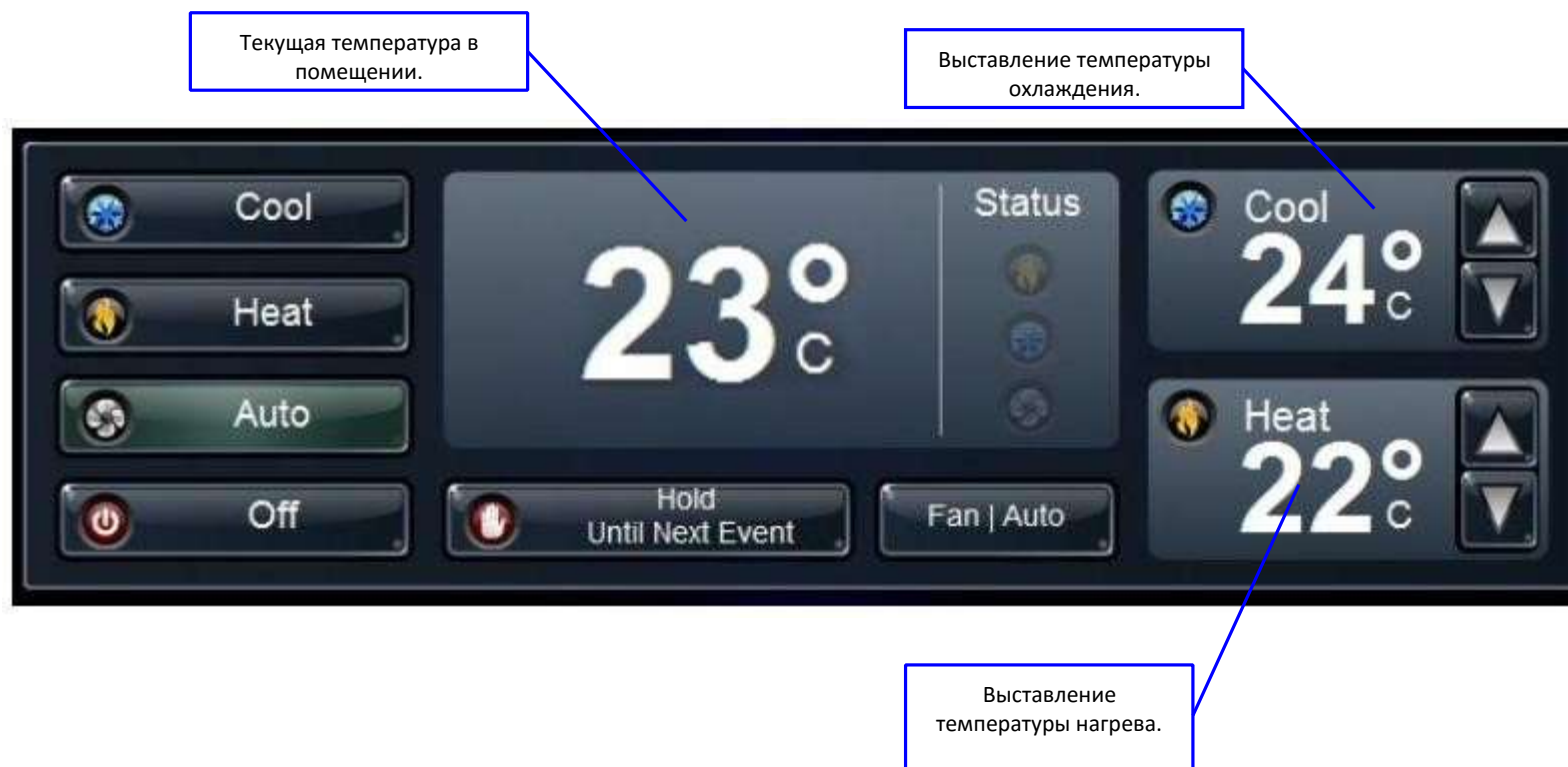 Текущая температура в
помещении.
Выставление температуры
охлаждения.
Cool
Heat
Auto
Off
23°
C
Status
Hold
Until Next Event
Fan | Auto
Cool
24°
C
Heat
22°
C
Выставление
температуры нагрева.